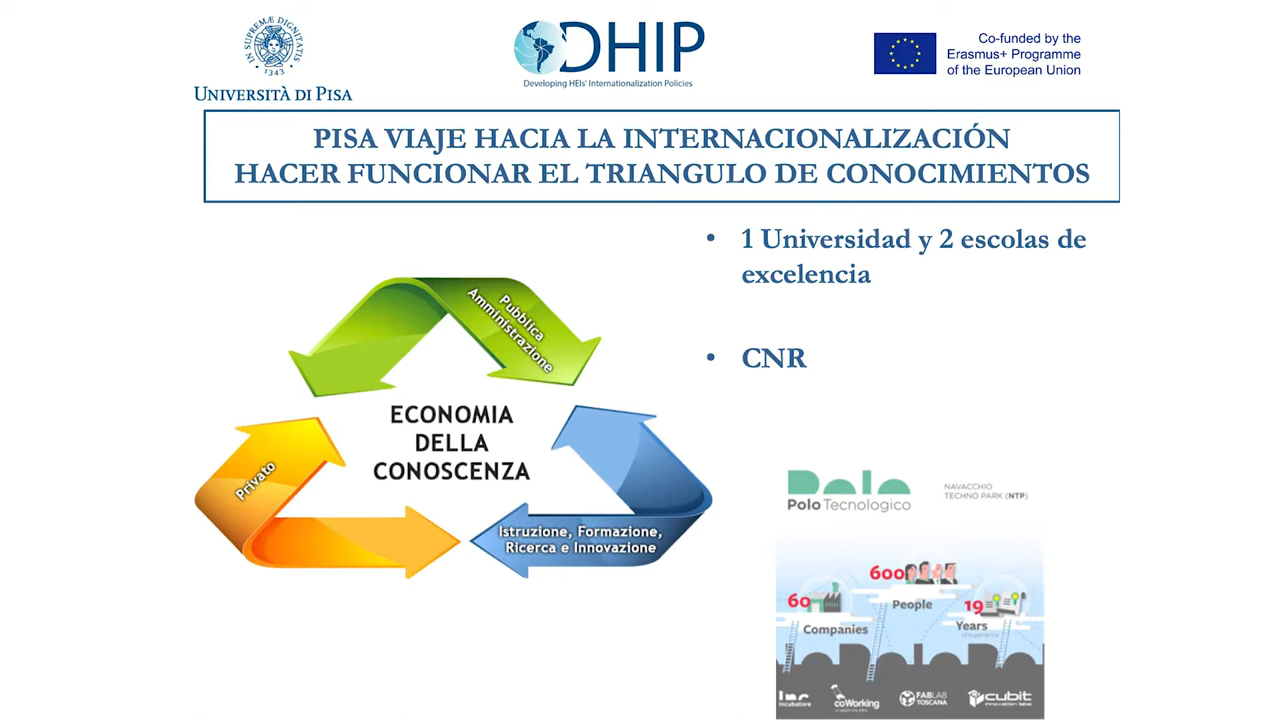 IN SUPREMÆ DIGNITATIS
1343
UNIVERSITÀ DI PISA
DHIP
Developing HEIs' Internationalization Policies
Co-funded by the
Erasmus+ Programme
of the European Union
PISA VIAJE HACIA LA INTERNACIONALIZACIÓN
HACER FUNCIONAR EL TRIANGULO DE CONOCIMIENTOS
• 1 Universidad y 2 escolas de
excelencia
• CNR
Pubblica
Amministrazione
ECONOMIA
DELLA
CONOSCENZA
Privato
Istruzione, Formazione,
Ricerca e Innovazione
Polo
Polo Tecnologico
NAVACCHIO
TECHNO PARK (NTP)
600
People
60
Companies
19
Years
Inc
Incubatore
coWorking
FABLAB
TOSCANA
cubit
innovation labs